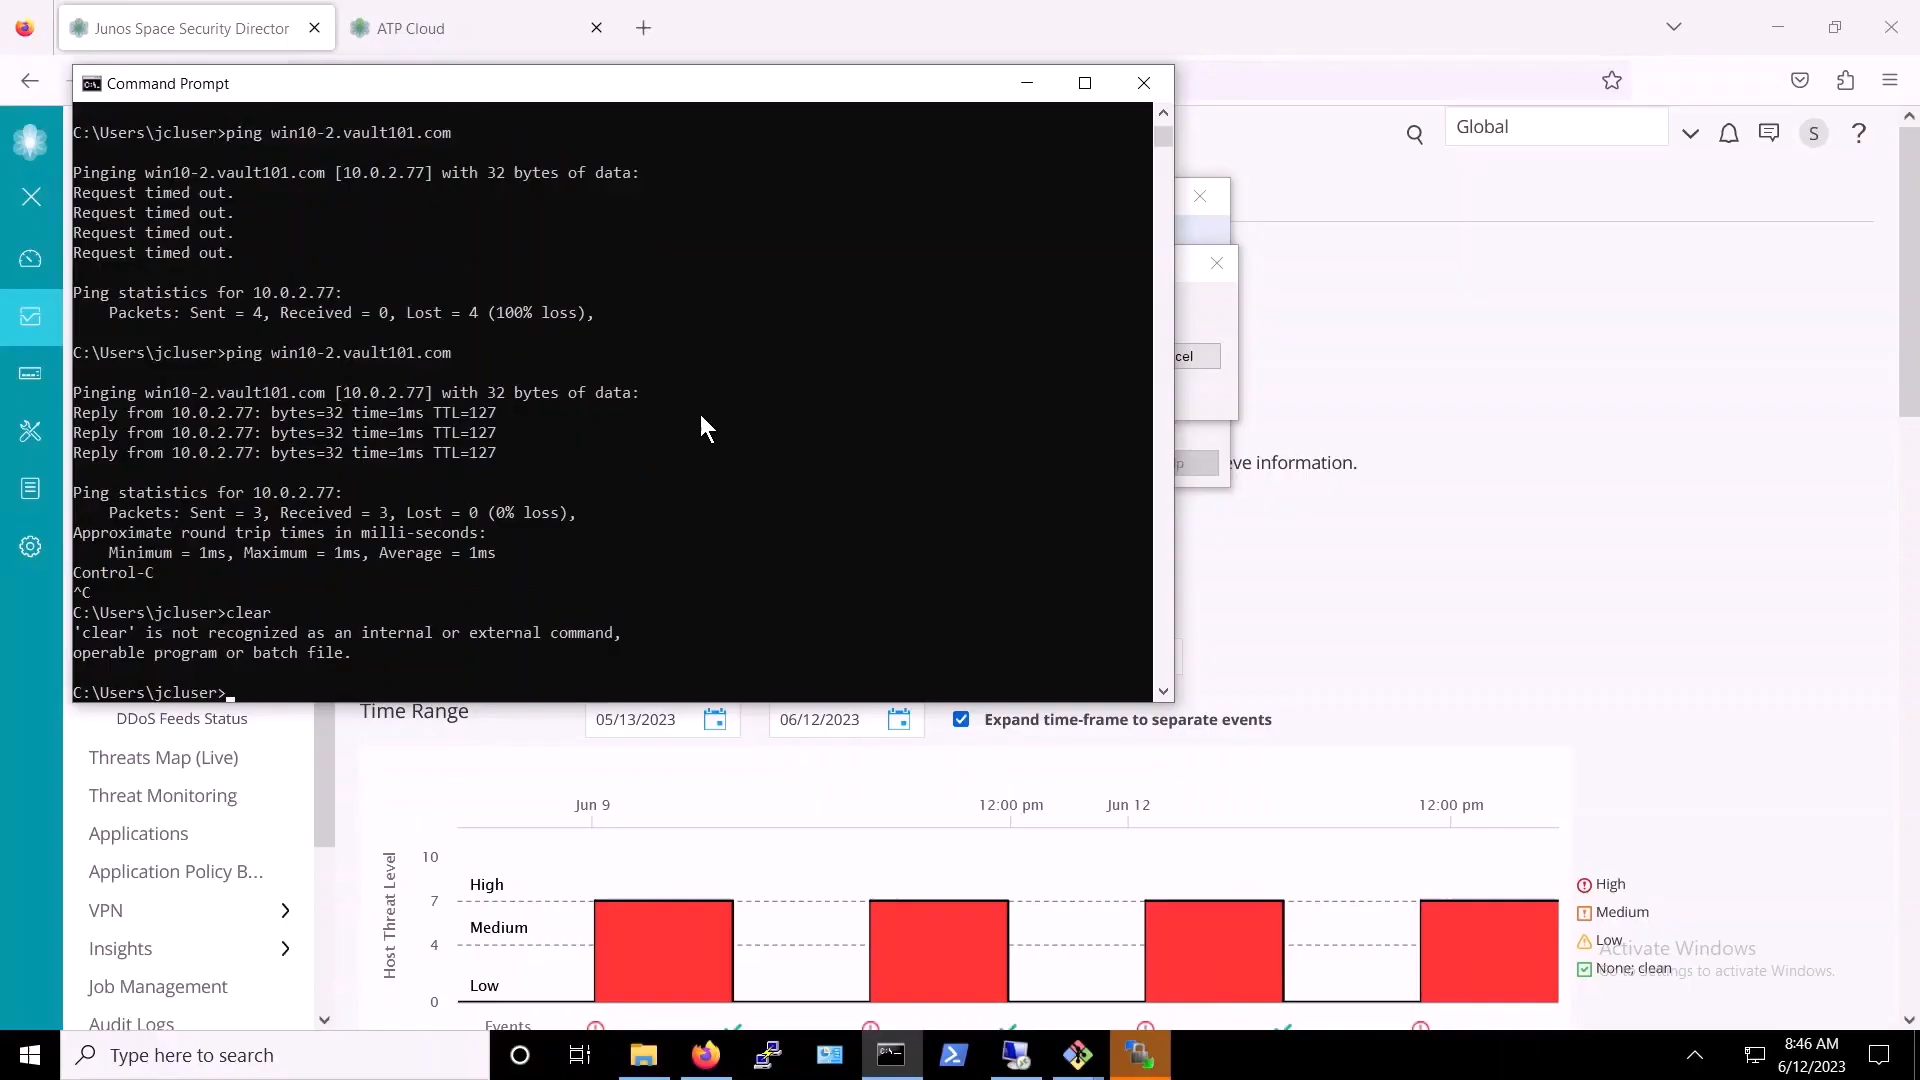 Junos Space Security Director
ATP Cloud
Command Prompt
C:\Users\jcluser>ping win10-2.vault101.com
Pinging win10-2.vault101.com [10.0.2.77] with 32 bytes of data:
Request timed out.
Request timed out.
Request timed out.
Request timed out.
Ping statistics for 10.0.2.77:
Packets: Sent = 4, Received = 0, Lost = 4 (100% loss),
C:\Users\jcluser>ping win10-2.vault101.com
Pinging win10-2.vault101.com [10.0.2.77] with 32 bytes of data:
Reply from 10.0.2.77: bytes=32 time=1ms TTL=127
Reply from 10.0.2.77: bytes=32 time=1ms TTL=127
Reply from 10.0.2.77: bytes=32 time=1ms TTL=127
Ping statistics for 10.0.2.77:
Packets: Sent = 3, Received = 3, Lost = 0 (0% loss),
Approximate round trip times in milli-seconds:
Minimum = 1ms, Maximum = 1ms, Average = 1ms
Control-C
^C
C:\Users\jcluser>clear
'clear' is not recognized as an internal or external command,
operable program or batch file.
C:\Users\jcluser>
Global
S
?
cel
eve information.
DDoS Feeds Status
Threats Map (Live)
Threat Monitoring
Applications
Application Policy B...
VPN
Insights
Job Management
Audit Logs
Time Range
05/13/2023
06/12/2023
Expand time-frame to separate events
Jun 9
12:00 pm
Jun 12
12:00 pm
Host Threat Level
10
High
7
Medium
4
Low
0
Events
High
Medium
Low
None; clean
Activate Windows
Go to Settings to activate Windows.
Type here to search
8:46 AM
6/12/2023